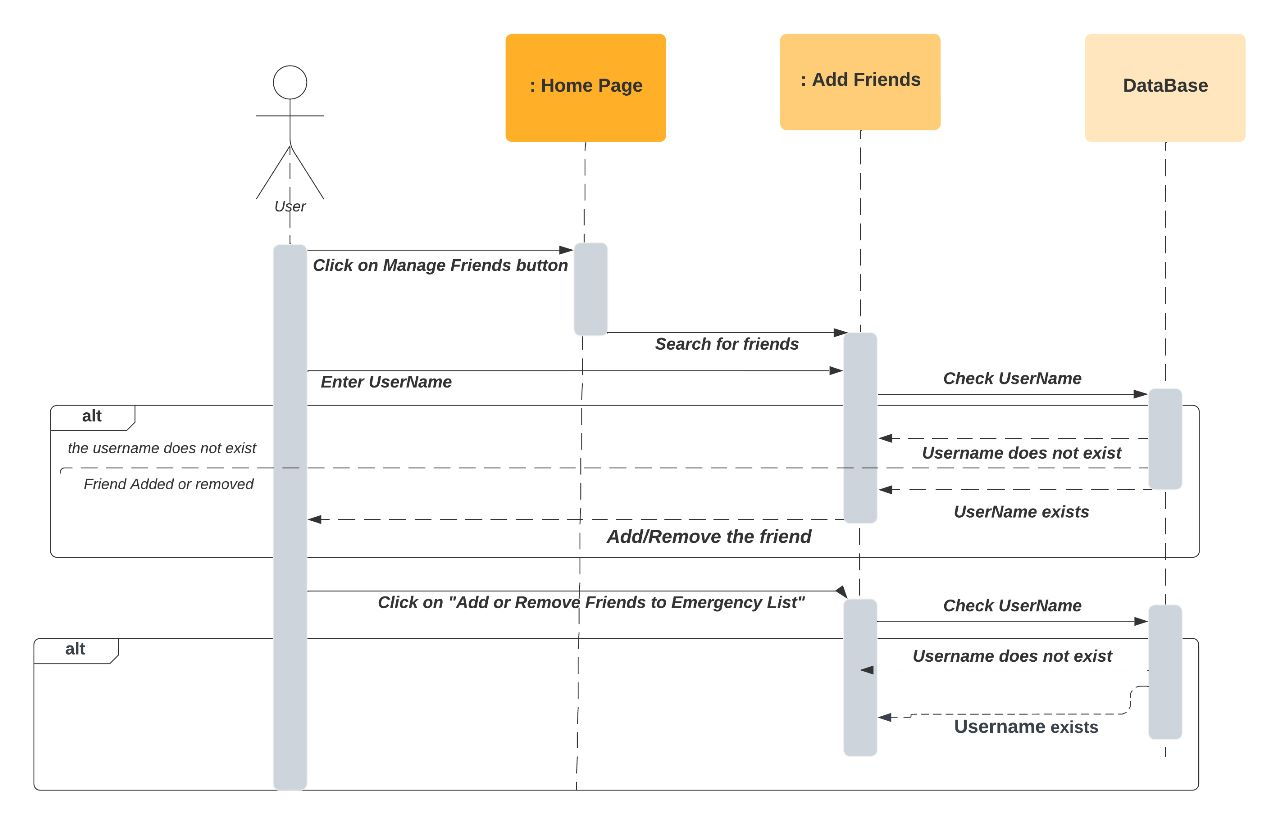 : Home Page
: Add Friends
DataBase
User
Click on Manage Friends button
Search for friends
Enter UserName
Check UserName
alt
the username does not exist
Username does not exist
Friend Added or removed
UserName exists
Add/Remove the friend
Click on "Add or Remove Friends to Emergency List"
Check UserName
alt
Username does not exist
Username exists